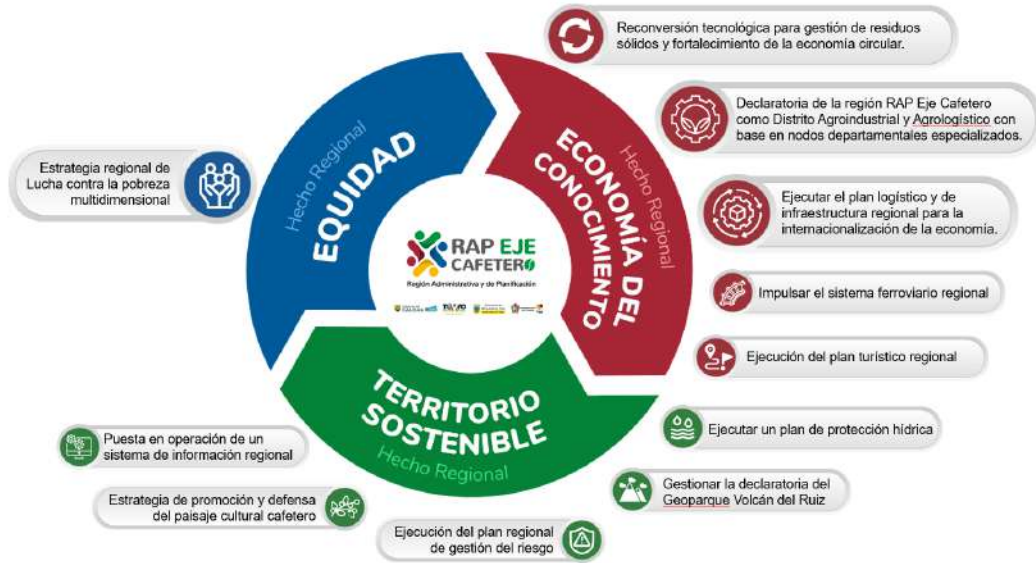 Reconversión tecnológica para gestión de residuos
sólidos y fortalecimiento de la economía circular.
Declaratoria de la región RAP Eje Cafetero
como Distrito Agroindustrial y Agrologístico con
base en nodos departamentales especializados.
Ejecutar el plan logístico y de
infraestructura regional para la
internacionalización de la economía.
Impulsar el sistema ferroviario regional
Ejecución del plan turístico regional
ECONOMÍA DEL
CONOCIMIENTO
Hecho Regional
Hecho Regional
EQUIDAD
Estrategia regional de
Lucha contra la pobreza
multidimensional
RAP EJE
CAFETERO
Región Administrativa y de Planificación
TERRITORIO
SOSTENIBLE
Hecho Regional
Ejecutar un plan de protección hídrica
Gestionar la declaratoria del
Geoparque Volcán del Ruiz
Ejecución del plan regional
de gestión del riesgo
Estrategia de promoción y defensa
del paisaje cultural cafetero
Puesta en operación de un
sistema de información regional